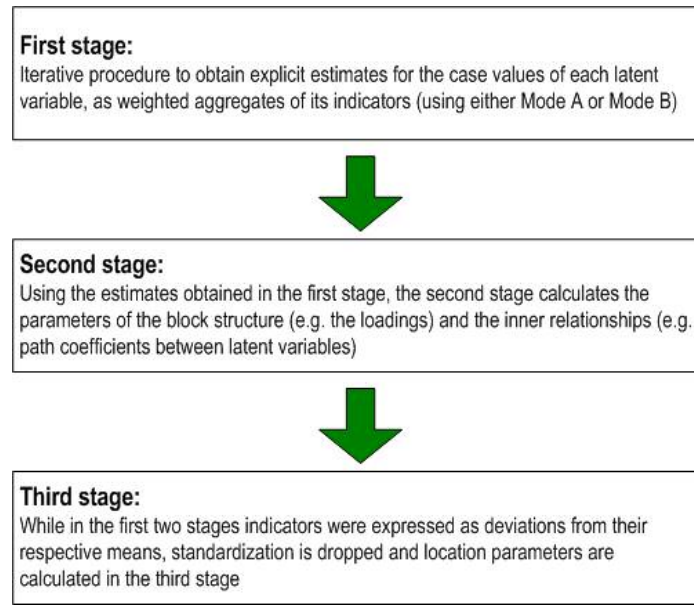 First stage:
Iterative procedure to obtain explicit estimates for the case values of each latent
variable, as weighted aggregates of its indicators (using either Mode A or Mode B)
Second stage:
Using the estimates obtained in the first stage, the second stage calculates the
parameters of the block structure (e.g. the loadings) and the inner relationships (e.g.
path coefficients between latent variables)
Third stage:
While in the first two stages indicators were expressed as deviations from their
respective means, standardization is dropped and location parameters are
calculated in the third stage